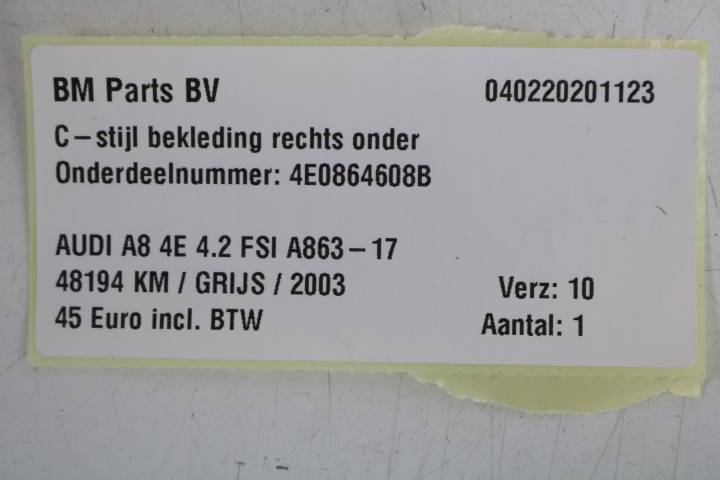 BM Parts BV 040220201123
C-stijl bekleding rechts onder
Onderdeelnummer: 4E0864608B
AUDI A8 4E 4.2 FSI A863-17
48194 KM / GRIJS / 2003 Verz: 10
45 Euro incl. BTW Aantal: 1